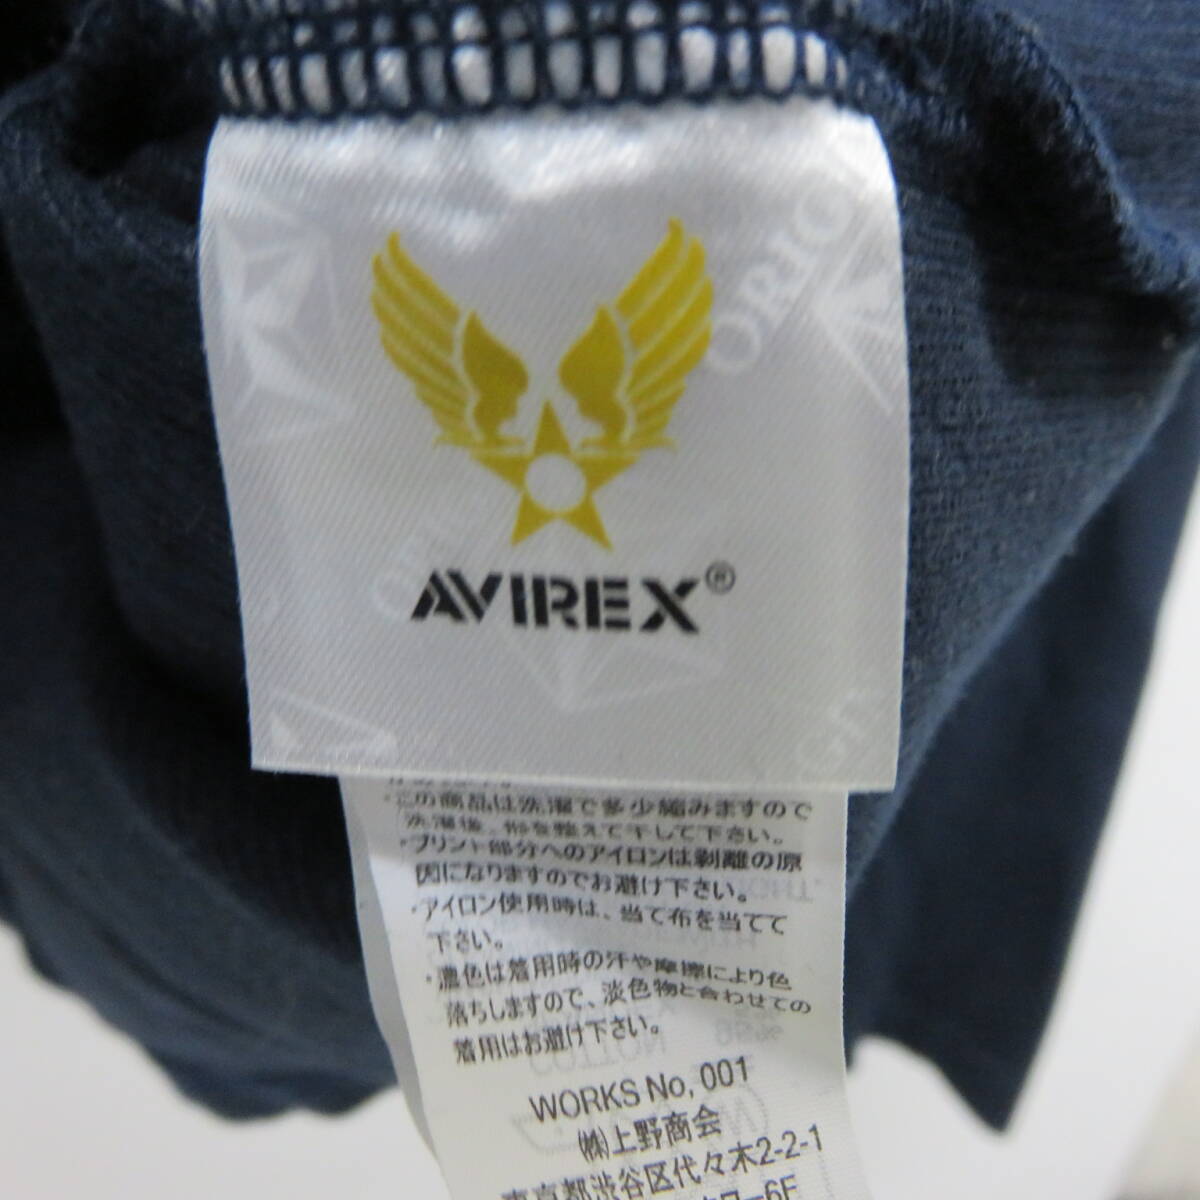 AVIREX®
・この商品は洗濯で多少縮みますので
洗濯後、形を整えて干して下さい。
・プリント部分へのアイロンは剥離の原
因になりますのでお避け下さい。
・アイロン使用時は、当て布を当てて
下さい。
・濃色は着用時の汗や摩擦により色
落ちしますので、淡色物と合わせての
着用はお避け下さい。
WORKS No, 001
㈱上野商会
東京都渋谷区代々木2-2-1